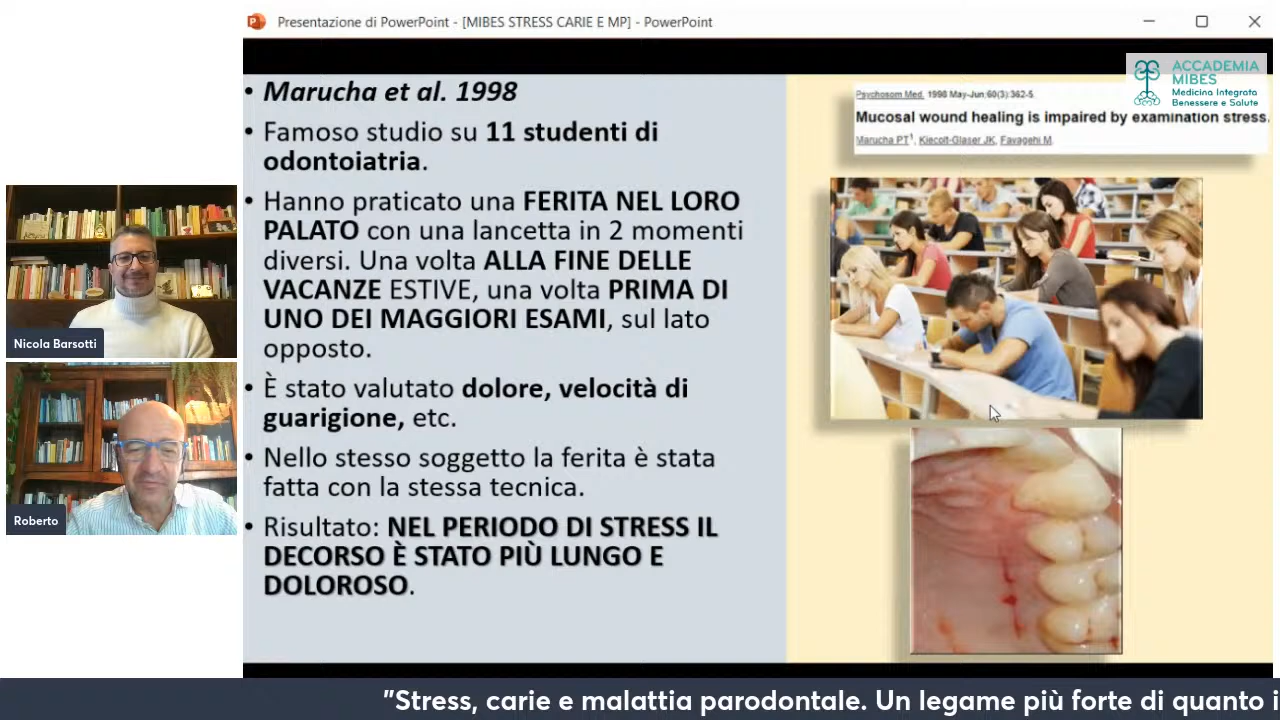 Presentazione di PowerPoint - [MIBES STRESS CARIE E MP] - PowerPoint
ACCADEMIA
MIBES
Medicina Integrata
Benessere e Salute
• Marucha et al. 1998
• Famoso studio su 11 studenti di
odontoiatria.
• Hanno praticato una FERITA NEL LORO
PALATO con una lancetta in 2 momenti
diversi. Una volta ALLA FINE DELLE
VACANZE ESTIVE, una volta PRIMA DI
UNO DEI MAGGIORI ESAMI, sul lato
opposto.
• È stato valutato dolore, velocità di
guarigione, etc.
• Nello stesso soggetto la ferita è stata
fatta con la stessa tecnica.
• Risultato: NEL PERIODO DI STRESS IL
DECORSO È STATO PIÙ LUNGO E
DOLOROSO.
Psychosom Med. 1998 May-Jun;60(3):362-5
Mucosal wound healing is impaired by examination stress.
Marucha PT1, Kiecolt-Glaser JK, Favagehi M.
Nicola Barsotti
Roberto
"Stress, carie e malattia parodontale. Un legame più forte di quanto i